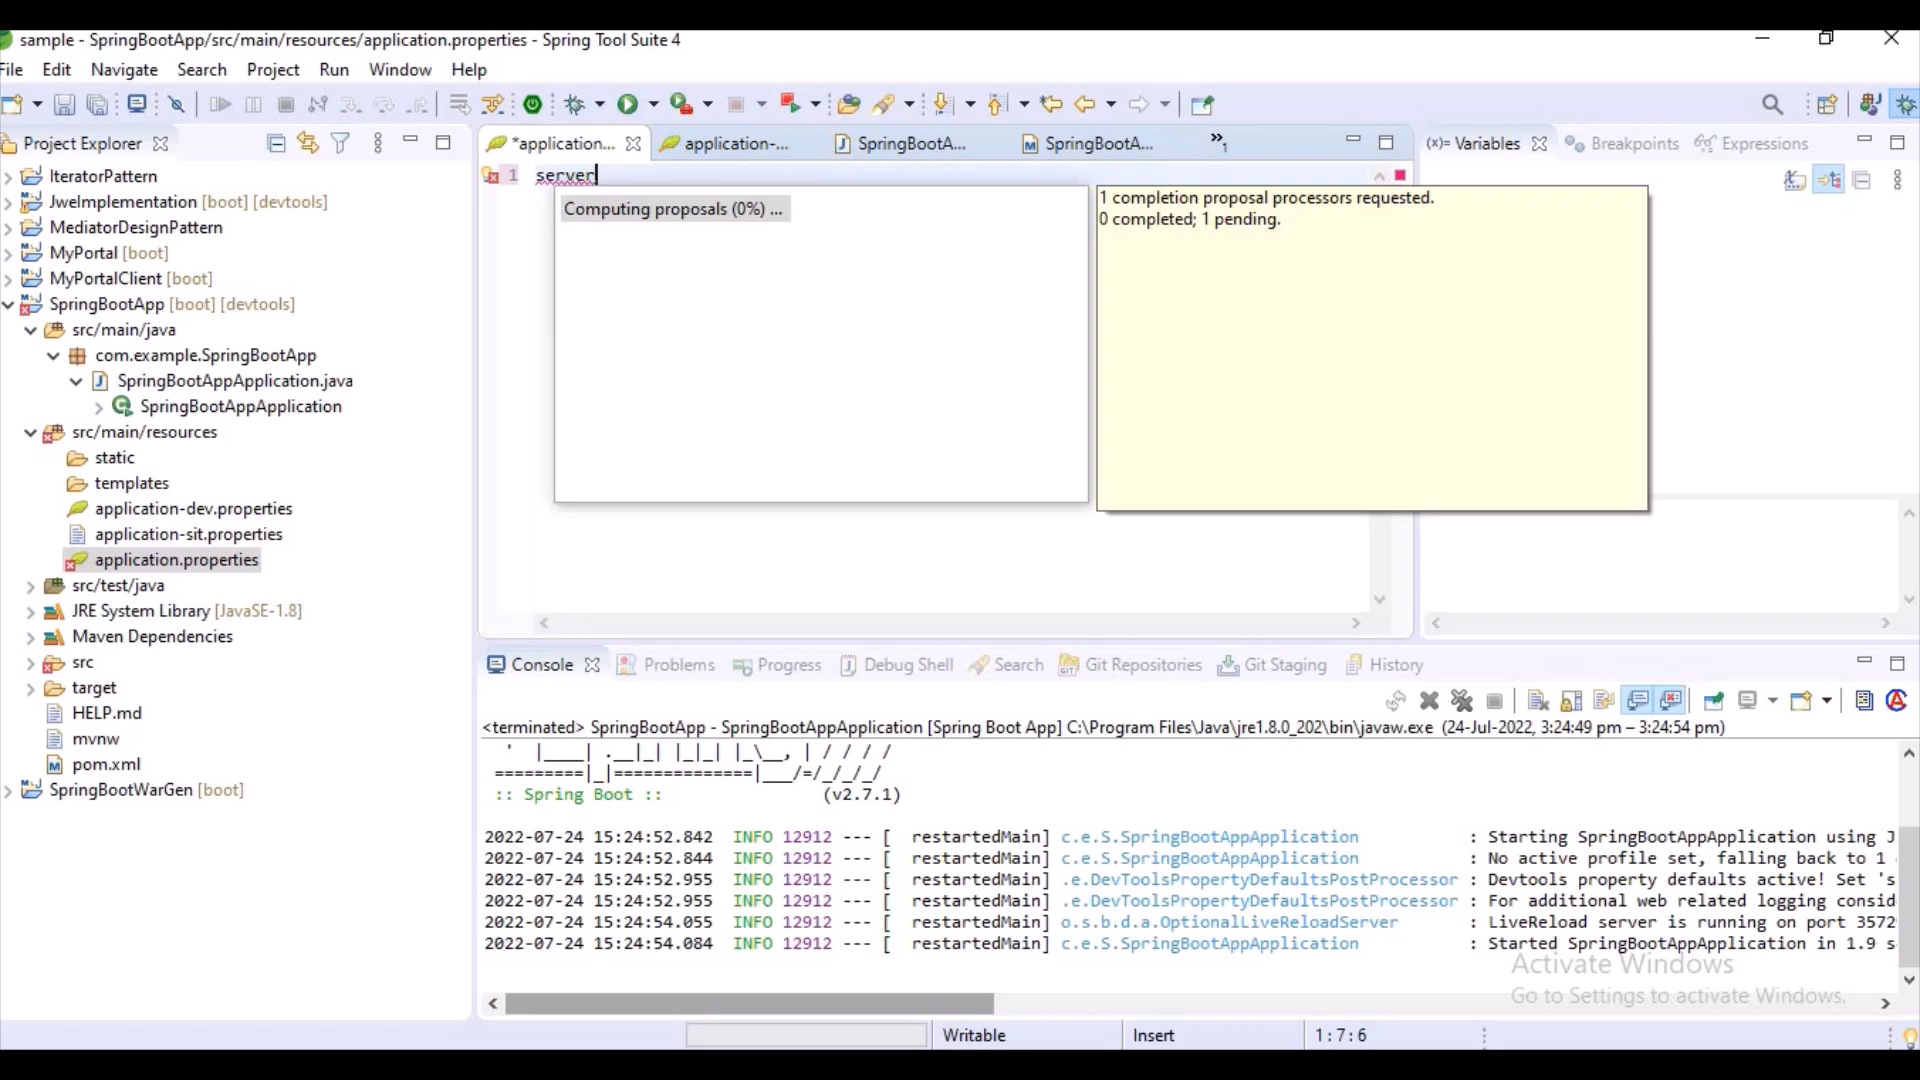 sample - SpringBootApp/src/main/resources/application.properties - Spring Tool Suite 4
File Edit Navigate Search Project Run Window Help
Project Explorer
*application...
application-...
SpringBootA...
SpringBootA...
»1
(x)= Variables
Breakpoints
Expressions
IteratorPattern
JweImplementation [boot] [devtools]
MediatorDesignPattern
MyPortal [boot]
MyPortalClient [boot]
SpringBootApp [boot] [devtools]
src/main/java
com.example.SpringBootApp
SpringBootAppApplication.java
SpringBootAppApplication
src/main/resources
static
templates
application-dev.properties
application-sit.properties
application.properties
src/test/java
JRE System Library [JavaSE-1.8]
Maven Dependencies
src
target
HELP.md
mvnw
pom.xml
SpringBootWarGen [boot]
1 server
Computing proposals (0%) ...
1 completion proposal processors requested.
0 completed; 1 pending.
Console Problems Progress Debug Shell Search Git Repositories Git Staging History
<terminated> SpringBootApp - SpringBootAppApplication [Spring Boot App] C:\Program Files\Java\jre1.8.0_202\bin\javaw.exe (24-Jul-2022, 3:24:49 pm – 3:24:54 pm)
' |____| .__|_| |_|_| |_\__, | / / / /
=========|_|==============|___/=/_/_/_/
:: Spring Boot :: (v2.7.1)
2022-07-24 15:24:52.842 INFO 12912 --- [ restartedMain] c.e.S.SpringBootAppApplication : Starting SpringBootAppApplication using J
2022-07-24 15:24:52.844 INFO 12912 --- [ restartedMain] c.e.S.SpringBootAppApplication : No active profile set, falling back to 1
2022-07-24 15:24:52.955 INFO 12912 --- [ restartedMain] .e.DevToolsPropertyDefaultsPostProcessor : Devtools property defaults active! Set 's
2022-07-24 15:24:52.955 INFO 12912 --- [ restartedMain] .e.DevToolsPropertyDefaultsPostProcessor : For additional web related logging consid
2022-07-24 15:24:54.055 INFO 12912 --- [ restartedMain] o.s.b.d.a.OptionalLiveReloadServer : LiveReload server is running on port 3572
2022-07-24 15:24:54.084 INFO 12912 --- [ restartedMain] c.e.S.SpringBootAppApplication : Started SpringBootAppApplication in 1.9 s
Activate Windows
Go to Settings to activate Windows.
Writable Insert 1 : 7 : 6